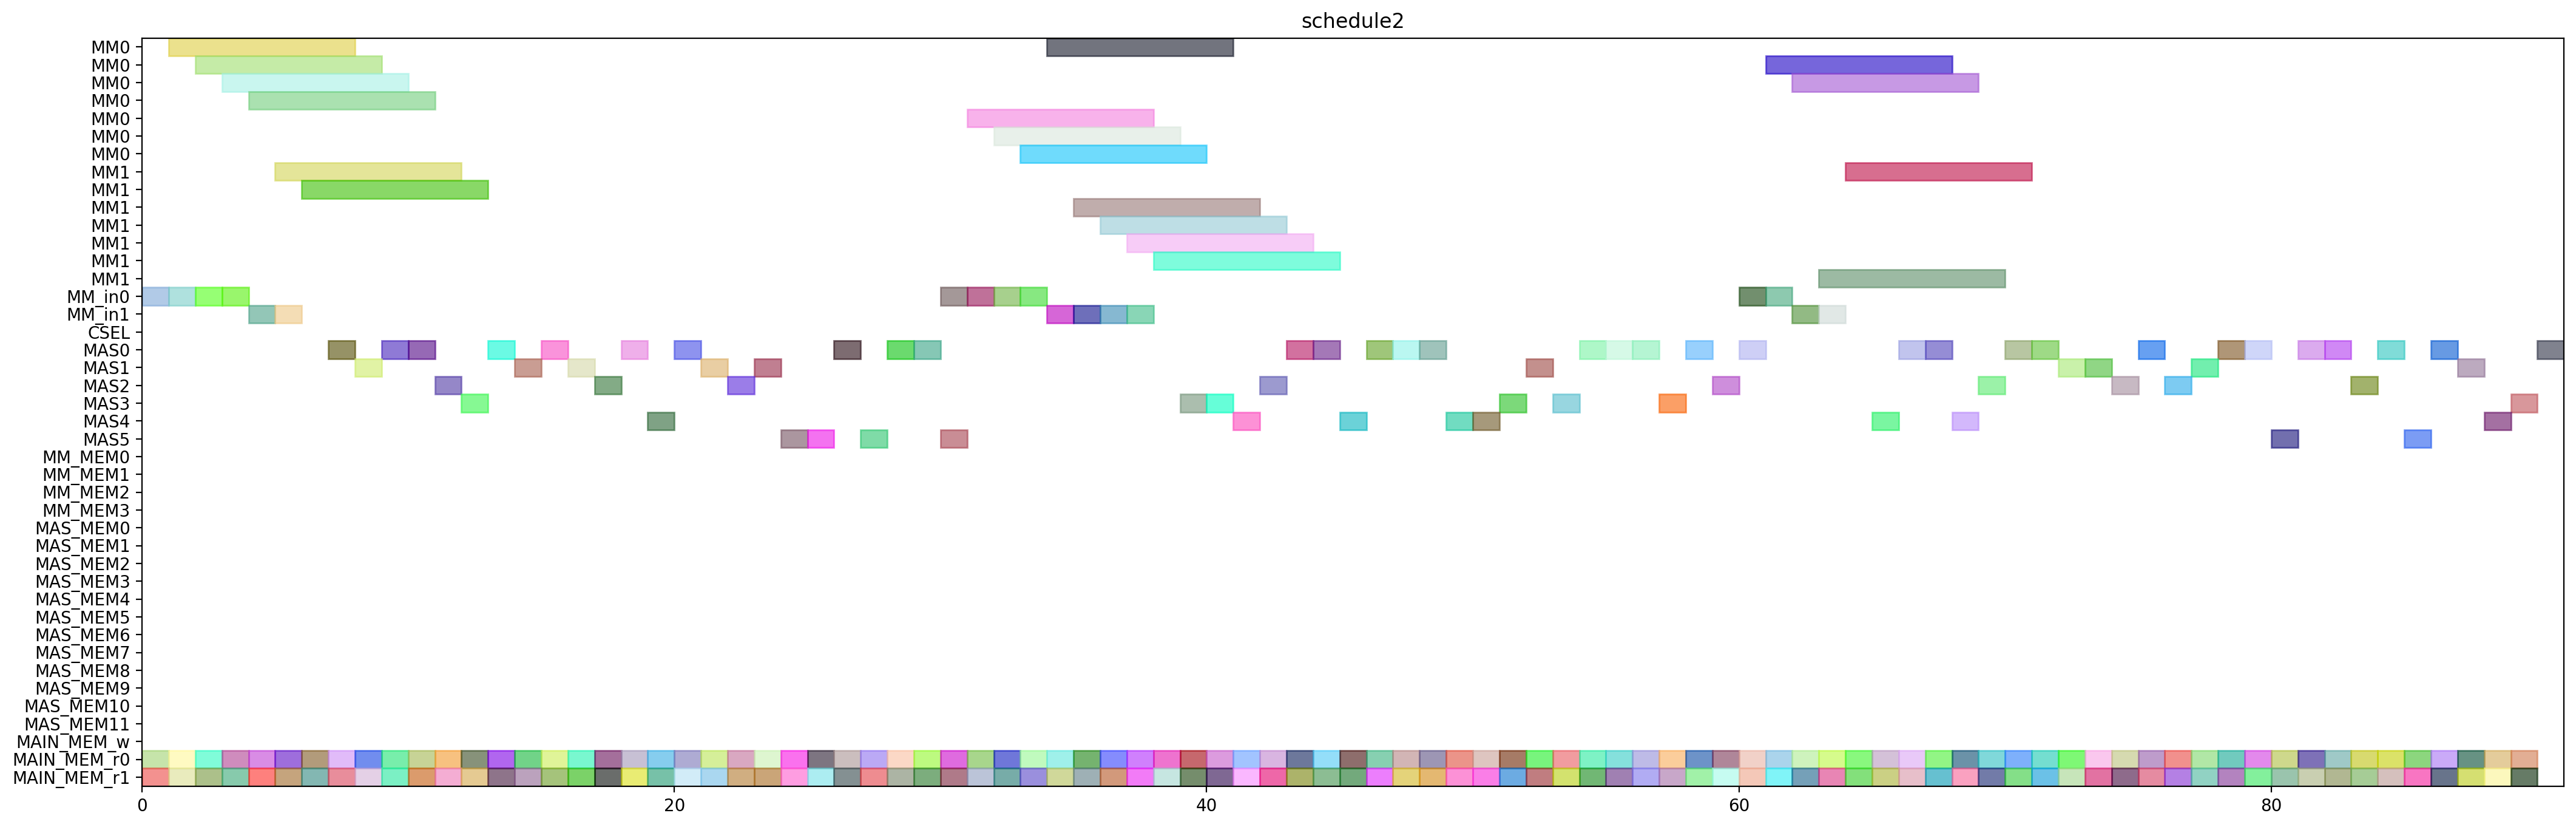 schedule2
MM0
MM0
MM0
MM0
MM0
MM0
MM0
MM1
MM1
MM1
MM1
MM1
MM1
MM1
MM_in0
MM_in1
CSEL
MAS0
MAS1
MAS2
MAS3
MAS4
MAS5
MM_MEM0
MM_MEM1
MM_MEM2
MM_MEM3
MAS_MEM0
MAS_MEM1
MAS_MEM2
MAS_MEM3
MAS_MEM4
MAS_MEM5
MAS_MEM6
MAS_MEM7
MAS_MEM8
MAS_MEM9
MAS_MEM10
MAS_MEM11
MAIN_MEM_w
MAIN_MEM_r0
MAIN_MEM_r1
0 20 40 60 80